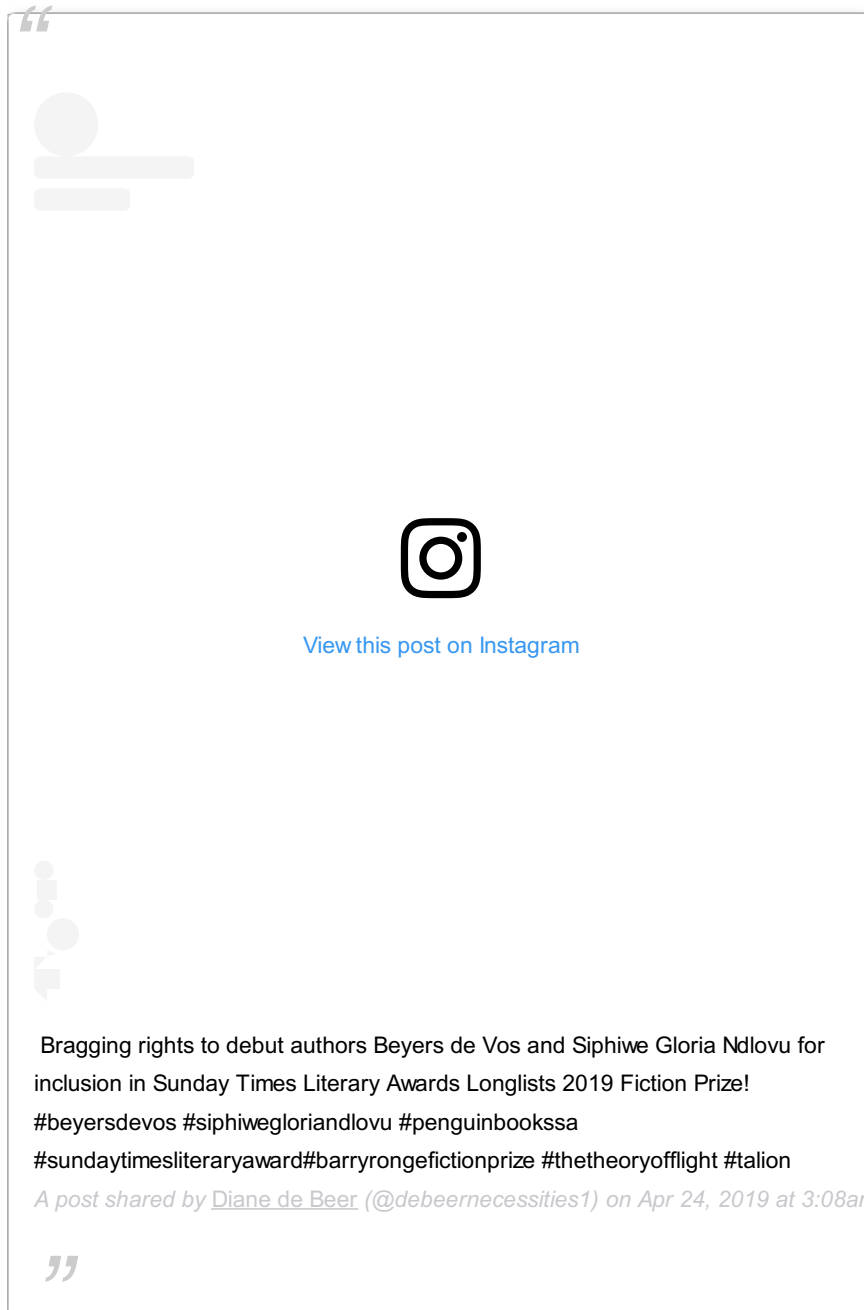 “
View this post on Instagram
Bragging rights to debut authors Beyers de Vos and Siphiwe Gloria Ndlovu for
inclusion in Sunday Times Literary Awards Longlists 2019 Fiction Prize!
#beyersdevos #siphiwegloriandlovu #penguinbookssa
#sundaytimesliteraryaward#barryrongefictionprize #thetheoryofflight #talion
A post shared by Diane de Beer (@debeernecessities1) on Apr 24, 2019 at 3:08am
”